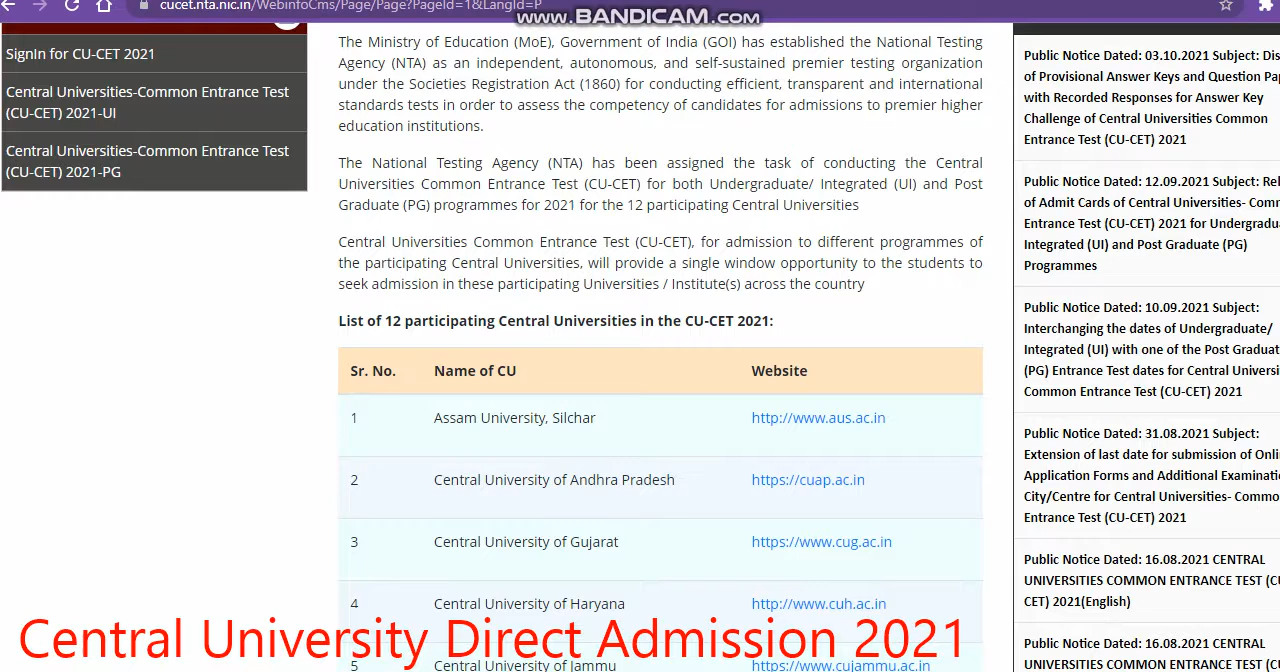 cucet.nta.nic.in/WebinfoCms/Page/Page?PageId=1&LangId=P
www.BANDICAM.com
SignIn for CU-CET 2021
Central Universities-Common Entrance Test
(CU-CET) 2021-UI
Central Universities-Common Entrance Test
(CU-CET) 2021-PG
The Ministry of Education (MoE), Government of India (GOI) has established the National Testing
Agency (NTA) as an independent, autonomous, and self-sustained premier testing organization
under the Societies Registration Act (1860) for conducting efficient, transparent and international
standards tests in order to assess the competency of candidates for admissions to premier higher
education institutions.
The National Testing Agency (NTA) has been assigned the task of conducting the Central
Universities Common Entrance Test (CU-CET) for both Undergraduate/ Integrated (UI) and Post
Graduate (PG) programmes for 2021 for the 12 participating Central Universities
Central Universities Common Entrance Test (CU-CET), for admission to different programmes of
the participating Central Universities, will provide a single window opportunity to the students to
seek admission in these participating Universities / Institute(s) across the country
List of 12 participating Central Universities in the CU-CET 2021:
Sr. No. Name of CU Website
1 Assam University, Silchar http://www.aus.ac.in
2 Central University of Andhra Pradesh https://cuap.ac.in
3 Central University of Gujarat https://www.cug.ac.in
4 Central University of Haryana http://www.cuh.ac.in
5 Central University of Jammu https://www.cujammu.ac.in
Public Notice Dated: 03.10.2021 Subject: Dis
of Provisional Answer Keys and Question Pap
with Recorded Responses for Answer Key
Challenge of Central Universities Common
Entrance Test (CU-CET) 2021
Public Notice Dated: 12.09.2021 Subject: Rel
of Admit Cards of Central Universities- Comm
Entrance Test (CU-CET) 2021 for Undergradua
Integrated (UI) and Post Graduate (PG)
Programmes
Public Notice Dated: 10.09.2021 Subject:
Interchanging the dates of Undergraduate/
Integrated (UI) with one of the Post Graduat
(PG) Entrance Test dates for Central Universi
Common Entrance Test (CU-CET) 2021
Public Notice Dated: 31.08.2021 Subject:
Extension of last date for submission of Onli
Application Forms and Additional Examinati
City/Centre for Central Universities- Commo
Entrance Test (CU-CET) 2021
Public Notice Dated: 16.08.2021 CENTRAL
UNIVERSITIES COMMON ENTRANCE TEST (CU
CET) 2021(English)
Public Notice Dated: 16.08.2021 CENTRAL
UNIVERSITIES COMMON ENTRANCE TEST (C
Central University Direct Admission 2021